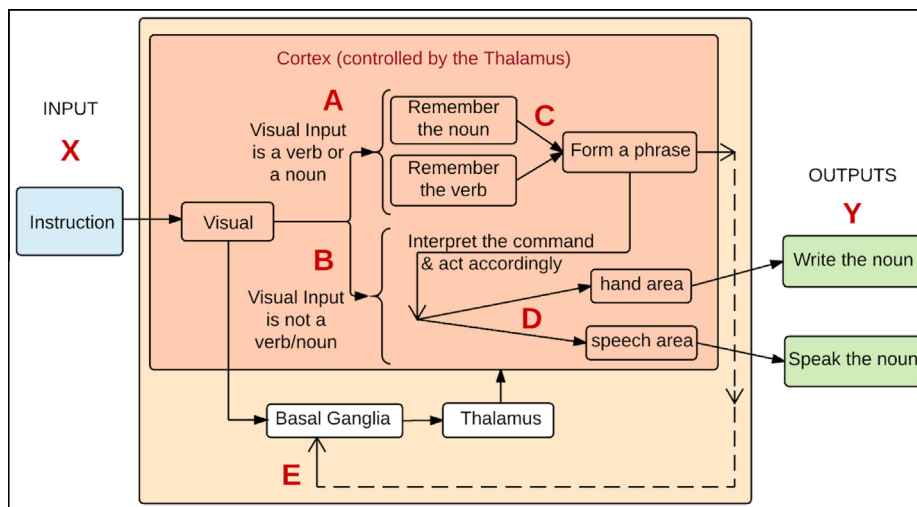 Cortex (controlled by the Thalamus)
INPUT
X
Instruction
Visual
A
Visual Input
is a verb or
a noun
B
Visual Input
is not a
verb/noun
Remember
the noun
Remember
the verb
C
Form a phrase
Interpret the command
& act accordingly
D
hand area
speech area
OUTPUTS
Y
Write the noun
Speak the noun
Basal Ganglia
Thalamus
E